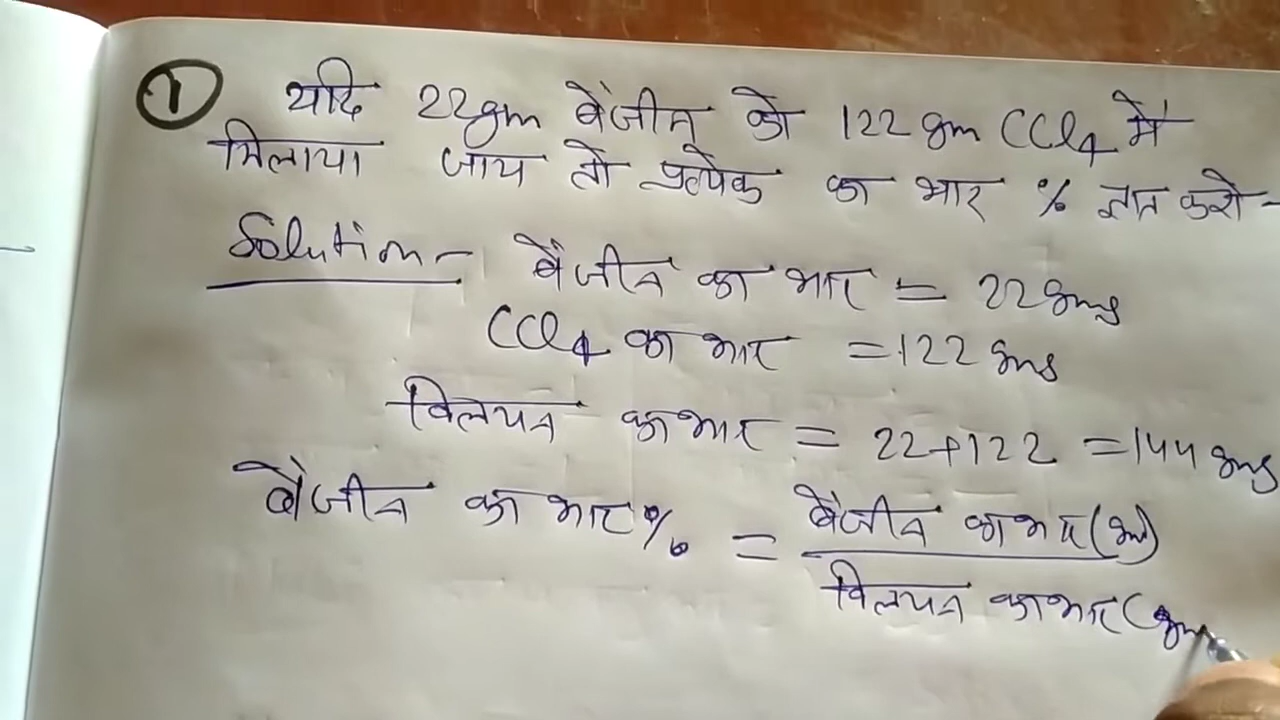 ① यदि 22gm बेंजीन को 122 gm CCl4 में
मिलाया जाय तो प्रत्येक का भार % ज्ञात करो -
Solution - बेंजीन का भार = 22gms
CCl4 का भार = 122 gms
विलयन का भार = 22+122 = 144 gms
बेंजीन का भार % = बेंजीन का भार (gm)
विलयन का भार (gm